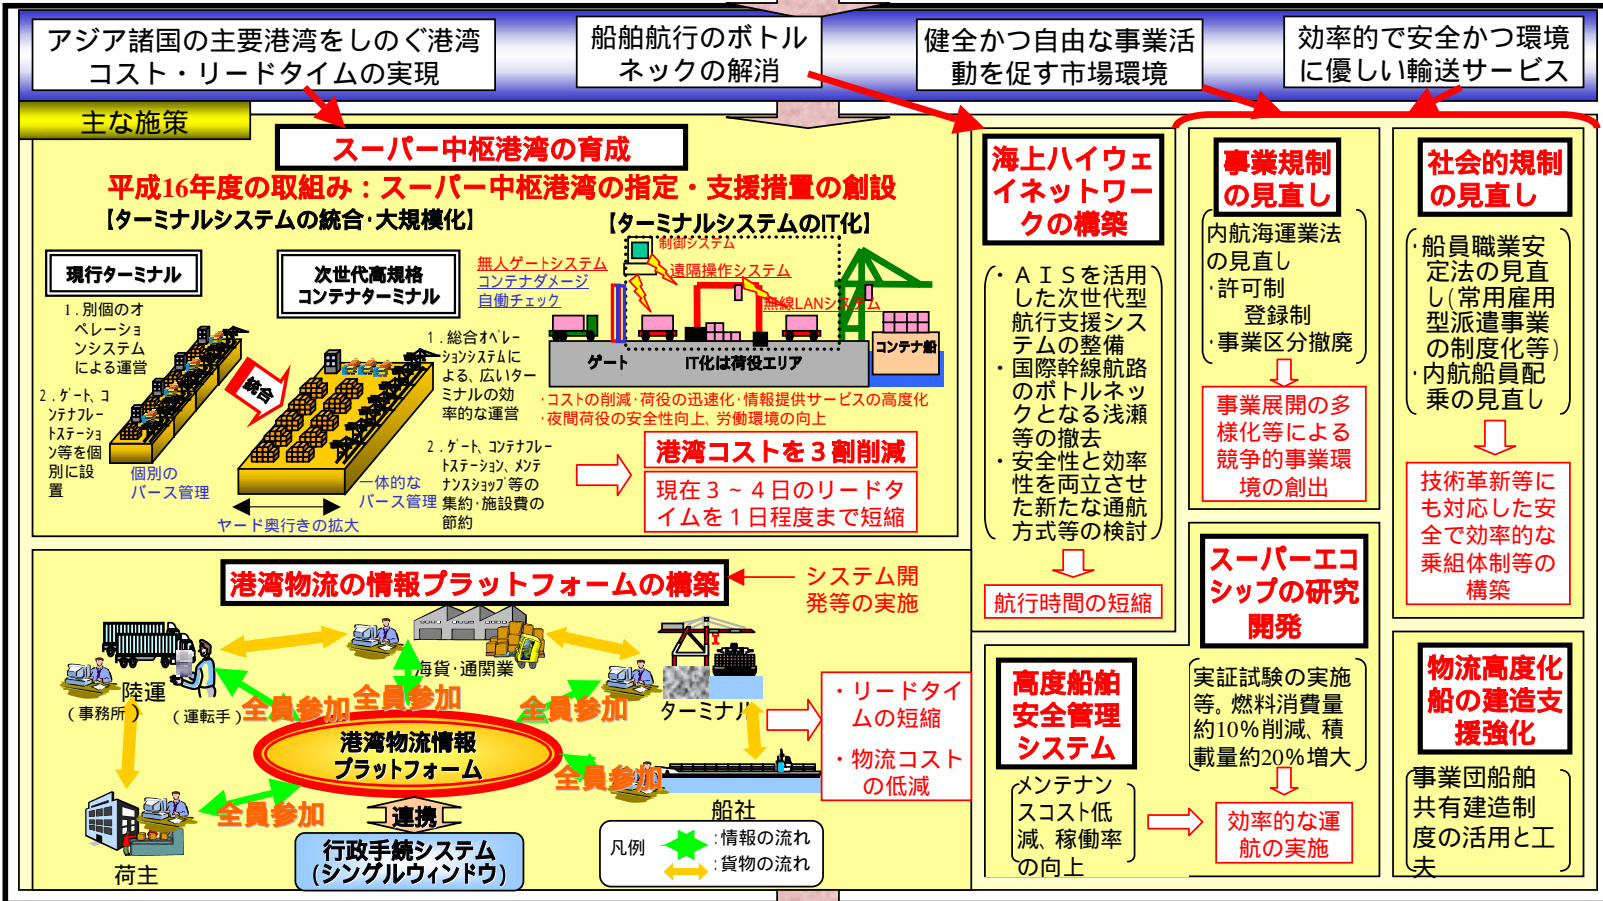 アジア諸国の主要港湾をしのぐ港湾
コスト・リードタイムの実現
船舶航行のボトル
ネックの解消
健全かつ自由な事業活
動を促す市場環境
効率的で安全かつ環境
に優しい輸送サービス
主な施策
スーパー中枢港湾の育成
平成16年度の取組み：スーパー中枢港湾の指定・支援措置の創設
【ターミナルシステムの統合・大規模化】
【ターミナルシステムのIT化】
現行ターミナル
1．別個のオ
ペレーショ
ンシステム
による運営
2．ゲート、コ
ンテナフレー
トステーショ
ン等を個
別に設
置
個別の
バース管理
統合
次世代高規格
コンテナターミナル
1．総合オペレー
ションシステムに
よる、広いター
ミナルの効
率的な運営
2．ゲート、コンテナフレー
トステーション、メンテ
ナンスショップ等の
集約・施設費の
節約
一体的な
バース管理
ヤード奥行きの拡大
無人ゲートシステム
コンテナダメージ
自働チェック
制御システム
遠隔操作システム
無線LANシステム
ゲート
IT化は荷役エリア
コンテナ船
・コストの削減・荷役の迅速化・情報提供サービスの高度化
・夜間荷役の安全性向上、労働環境の向上
港湾コストを３割削減
現在３～４日のリードタ
イムを１日程度まで短縮
港湾物流の情報プラットフォームの構築
システム開
発等の実施
陸運
（事務所）
（運転手）
海貨・通関業
ターミナル
全員参加
全員参加
全員参加
全員参加
全員参加
港湾物流情報
プラットフォーム
連携
行政手続システム
(シングルウィンドウ)
荷主
船社
凡例
：情報の流れ
：貨物の流れ
・リードタイ
ムの短縮
・物流コスト
の低減
海上ハイウェ
イネットワー
クの構築
・ＡＩＳを活用
した次世代型
航行支援シス
テムの整備
・国際幹線航路
のボトルネッ
クとなる浅瀬
等の撤去
・安全性と効率
性を両立させ
た新たな通航
方式等の検討
航行時間の短縮
事業規制
の見直し
内航海運業法
の見直し
・許可制
登録制
・事業区分撤廃
事業展開の多
様化等による
競争的事業環
境の創出
社会的規制
の見直し
・船員職業安
定法の見直
し（常用雇用
型派遣事業
の制度化等）
・内航船員配
乗の見直し
技術革新等に
も対応した安
全で効率的な
乗組体制等の
構築
スーパーエコ
シップの研究
開発
実証試験の実施
等。燃料消費量
約10％削減、積
載量約20％増大
高度船舶
安全管理
システム
メンテナン
スコスト低
減、稼働率
の向上
効率的な運
航の実施
物流高度化
船の建造支
援強化
事業団船舶
共有建造制
度の活用と工
夫